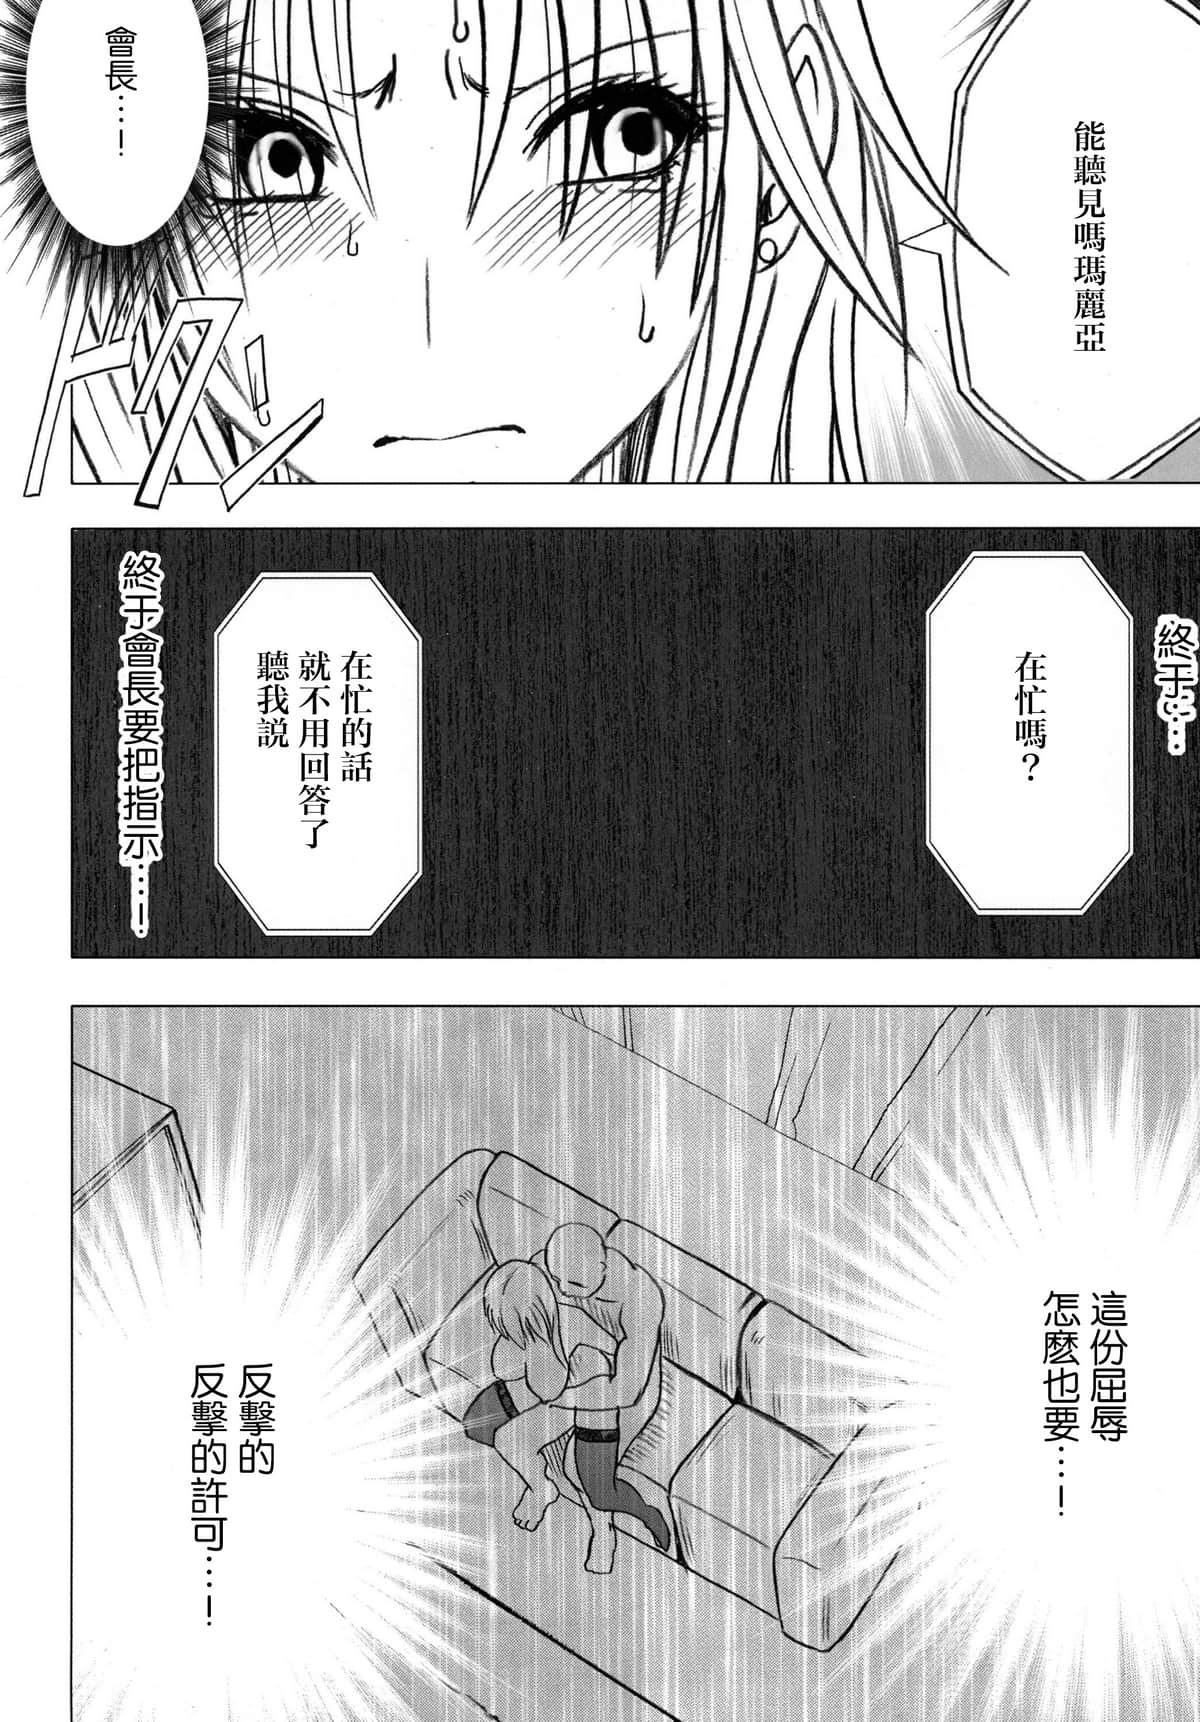 能聽見嗎瑪麗亞
會長…！
ドクン
終于…
在忙嗎？
在忙的話
就不用回答了
聽我説
終于會長要把指示…！
這份屈辱
怎麽也要…！
反擊的
反擊的許可…！